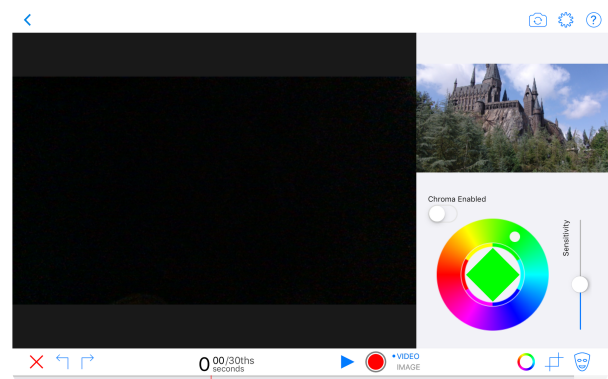 ?
Chroma Enabled
Sensitivity
0 00/30ths
seconds
• VIDEO
IMAGE